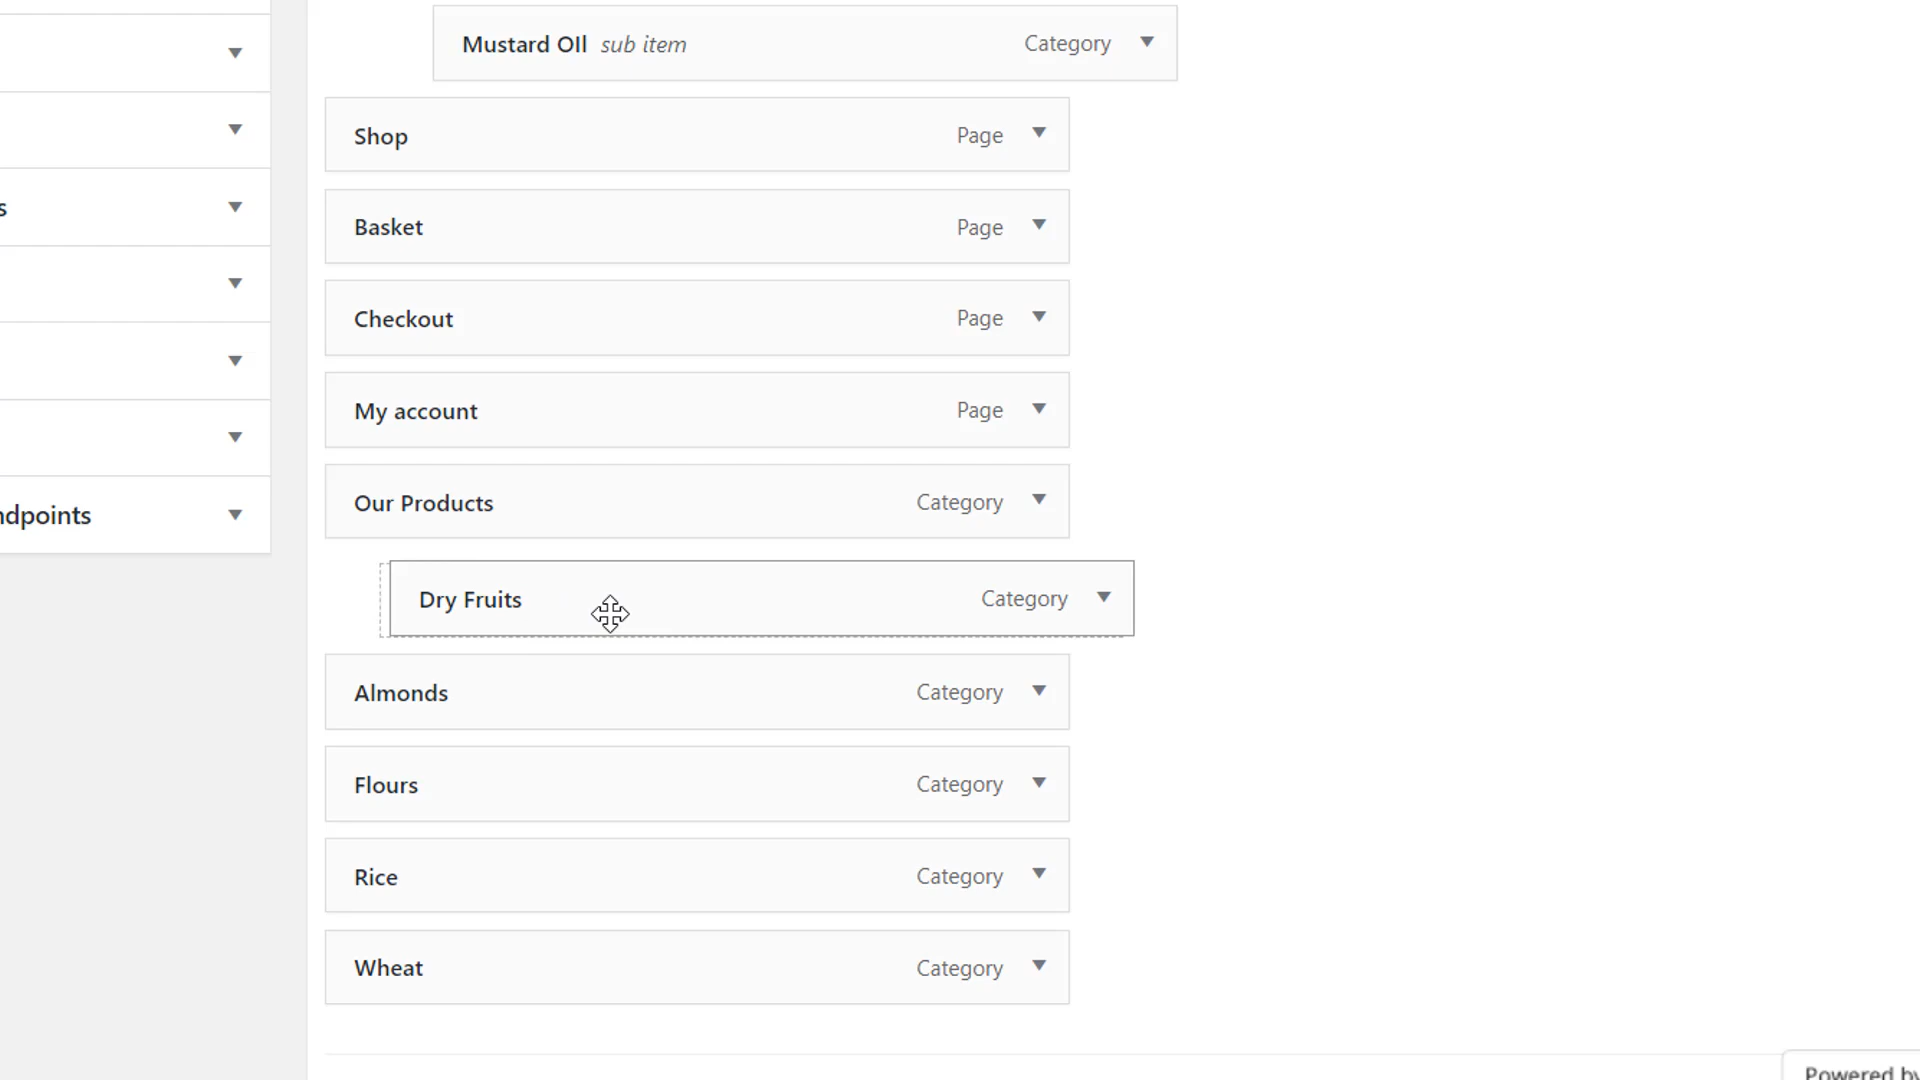 Mustard OIl sub item Category
Shop Page
s
Basket Page
Checkout Page
My account Page
Our Products Category
ndpoints
Dry Fruits Category
Almonds Category
Flours Category
Rice Category
Wheat Category
Powered by